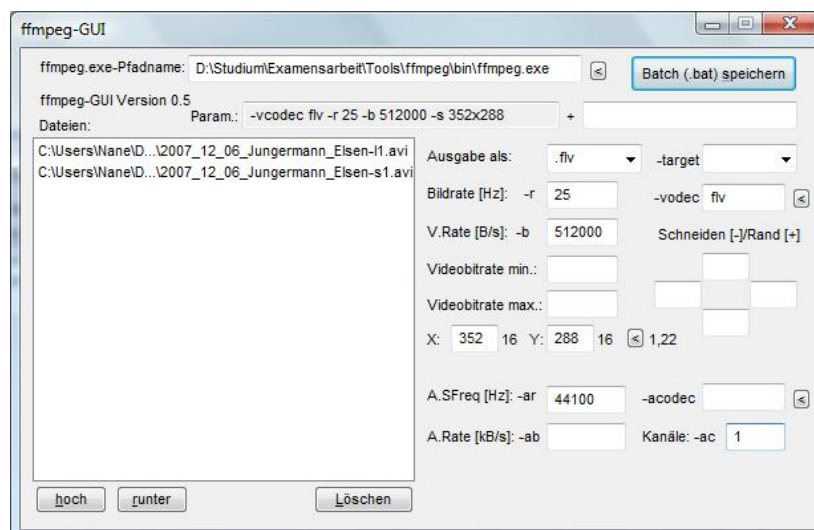 ffmpeg-GUI
ffmpeg.exe-Pfadname: D:\Studium\Examensarbeit\Tools\ffmpeg\bin\ffmpeg.exe < Batch (.bat) speichern
ffmpeg-GUI Version 0.5
Param.: -vcodec flv -r 25 -b 512000 -s 352x288 +
Dateien:
C:\Users\Nane\D...\2007_12_06_Jungermann_Elsen-l1.avi
C:\Users\Nane\D...\2007_12_06_Jungermann_Elsen-s1.avi
Ausgabe als: .flv -target
Bildrate [Hz]: -r 25 -vodec flv <
V.Rate [B/s]: -b 512000 Schneiden [-]/Rand [+]
Videobitrate min.:
Videobitrate max.:
X: 352 16 Y: 288 16 < 1,22
A.SFreq [Hz]: -ar 44100 -acodec <
A.Rate [kB/s]: -ab Kanäle: -ac 1
hoch runter Löschen